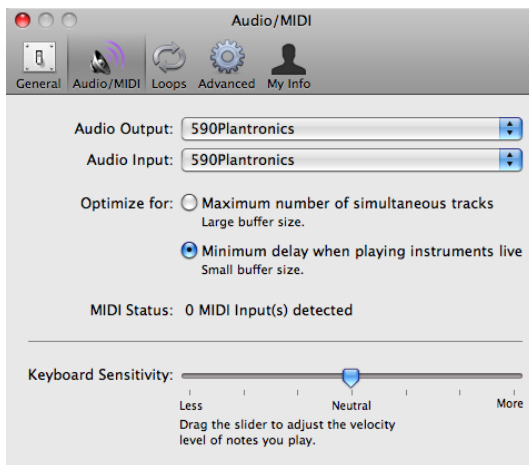 Audio/MIDI
General Audio/MIDI Loops Advanced My Info
Audio Output: 590Plantronics
Audio Input: 590Plantronics
Optimize for: Maximum number of simultaneous tracks
Large buffer size.
Minimum delay when playing instruments live
Small buffer size.
MIDI Status: 0 MIDI Input(s) detected
Keyboard Sensitivity:
Less Neutral More
Drag the slider to adjust the velocity
level of notes you play.